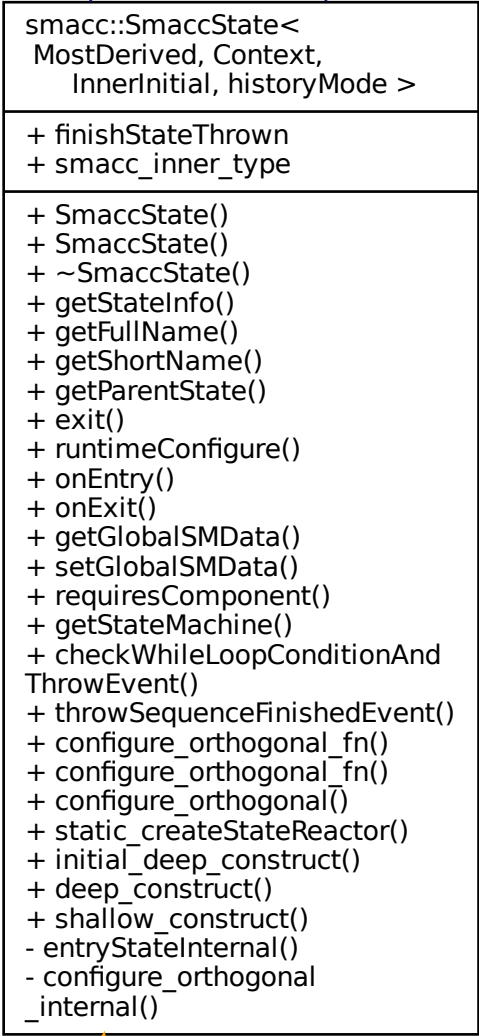 smacc::SmaccState<
MostDerived, Context,
InnerInitial, historyMode >
+ finishStateThrown
+ smacc_inner_type
+ SmaccState()
+ SmaccState()
+ ~SmaccState()
+ getStateInfo()
+ getFullName()
+ getShortName()
+ getParentState()
+ exit()
+ runtimeConfigure()
+ onEntry()
+ onExit()
+ getGlobalSMData()
+ setGlobalSMData()
+ requiresComponent()
+ getStateMachine()
+ checkWhileLoopConditionAnd
ThrowEvent()
+ throwSequenceFinishedEvent()
+ configure_orthogonal_fn()
+ configure_orthogonal_fn()
+ configure_orthogonal()
+ static_createStateReactor()
+ initial_deep_construct()
+ deep_construct()
+ shallow_construct()
- entryStateInternal()
- configure_orthogonal
_internal()